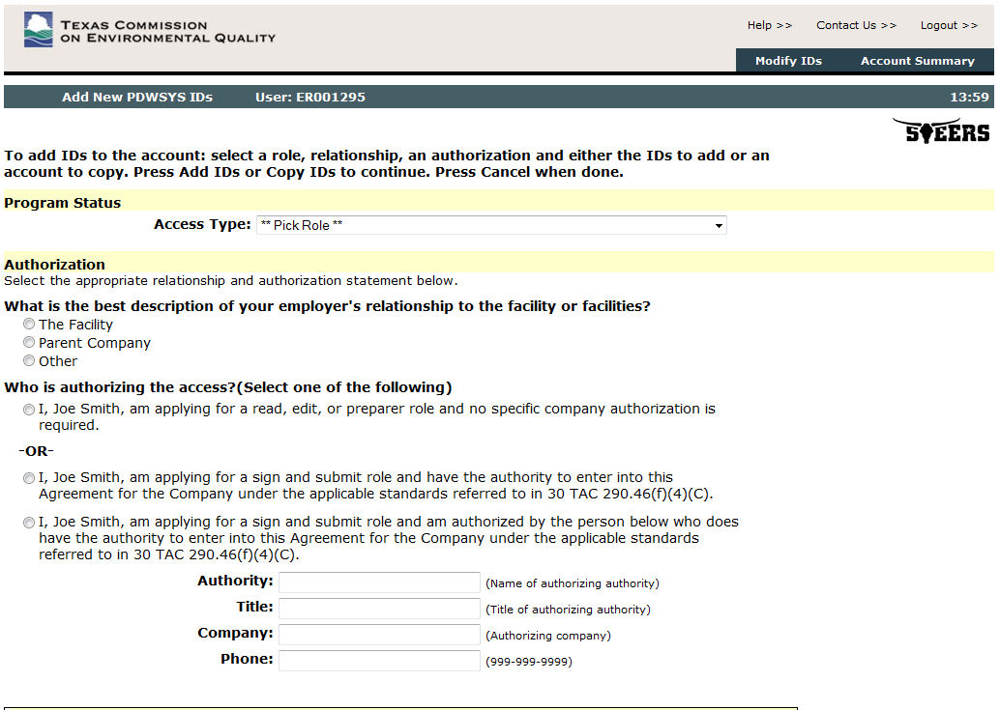 TEXAS COMMISSION
ON ENVIRONMENTAL QUALITY
Help >> Contact Us >> Logout >>
Modify IDs Account Summary
Add New PDWSYS IDs User: ER001295 13:59
STEERS
To add IDs to the account: select a role, relationship, an authorization and either the IDs to add or an
account to copy. Press Add IDs or Copy IDs to continue. Press Cancel when done.
Program Status
Access Type: ** Pick Role **
Authorization
Select the appropriate relationship and authorization statement below.
What is the best description of your employer's relationship to the facility or facilities?
The Facility
Parent Company
Other
Who is authorizing the access?(Select one of the following)
I, Joe Smith, am applying for a read, edit, or preparer role and no specific company authorization is
required.
-OR-
I, Joe Smith, am applying for a sign and submit role and have the authority to enter into this
Agreement for the Company under the applicable standards referred to in 30 TAC 290.46(f)(4)(C).
I, Joe Smith, am applying for a sign and submit role and am authorized by the person below who does
have the authority to enter into this Agreement for the Company under the applicable standards
referred to in 30 TAC 290.46(f)(4)(C).
Authority: (Name of authorizing authority)
Title: (Title of authorizing authority)
Company: (Authorizing company)
Phone: (999-999-9999)